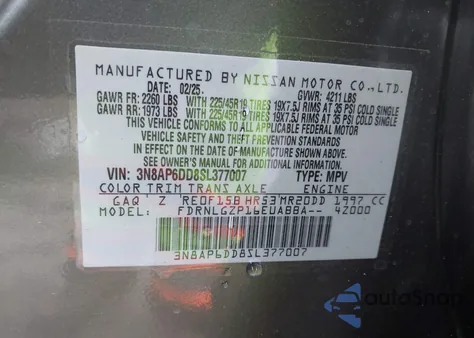 MANUFACTURED BY NISSAN MOTOR CO., LTD.
DATE 02/25. GVWR: 4211 LBS
GAWR FR: 2260 LBS WITH 225/45R19 TIRES 19X7.5J RIMS AT 35 PSI COLD SINGLE
GAWR RR: 1973 LBS WITH 225/45R19 TIRES 19X7.5J RIMS AT 35 PSI COLD SINGLE
THIS VEHICLE CONFORMS TO ALL APPLICABLE FEDERAL MOTOR
VEHICLE SAFETY AND THEFT PREVENTION STANDARDS
IN EFFECT ON THE DATE OF MANUFACTURE SHOWN ABOVE.
SEE OWNER'S MANUAL FOR ADDITIONAL GROSS INFORMATION.
VIN: 3N8AP6DD8SL377007 TYPE: MPV
COLOR TRIM TRANS AXLE ENGINE
GAQ Z RE0F15B HR53 MR20DD 1997 CC
MODEL: FDRNLGZP16EUABBA-- 4Z000
3N8AP6DD8SL377007
AutoSnap